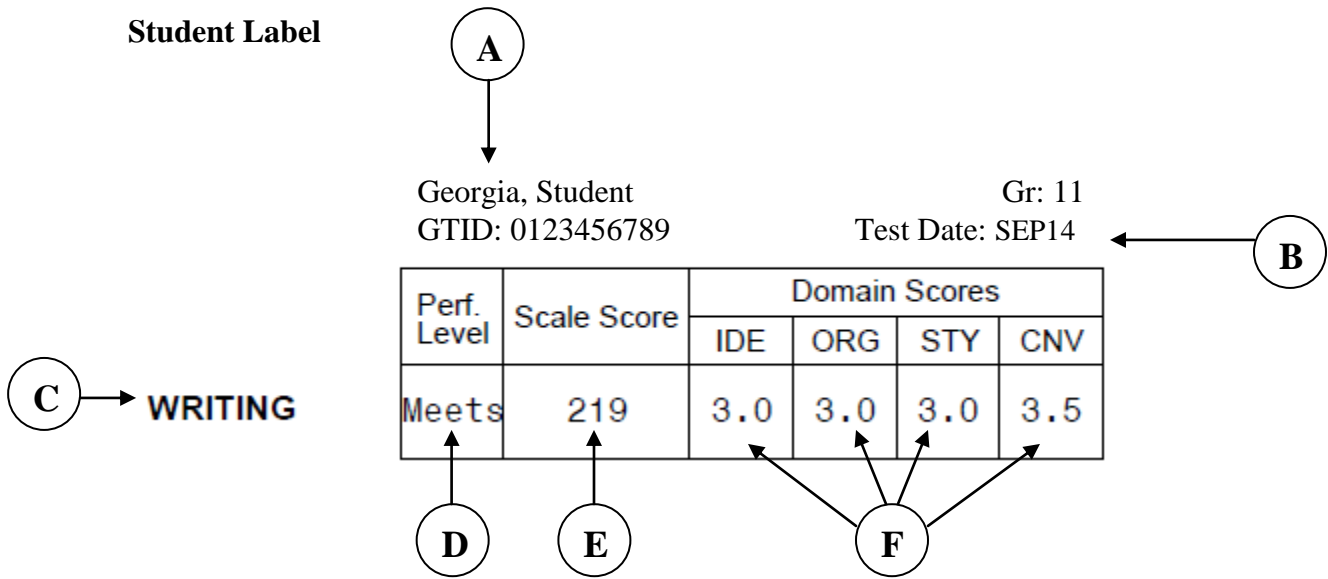 Student Label
A
Georgia, Student Gr: 11
GTID: 0123456789 Test Date: SEP14
B
Perf. Level Scale Score Domain Scores
IDE ORG STY CNV
C WRITING Meets 219 3.0 3.0 3.0 3.5
D E F